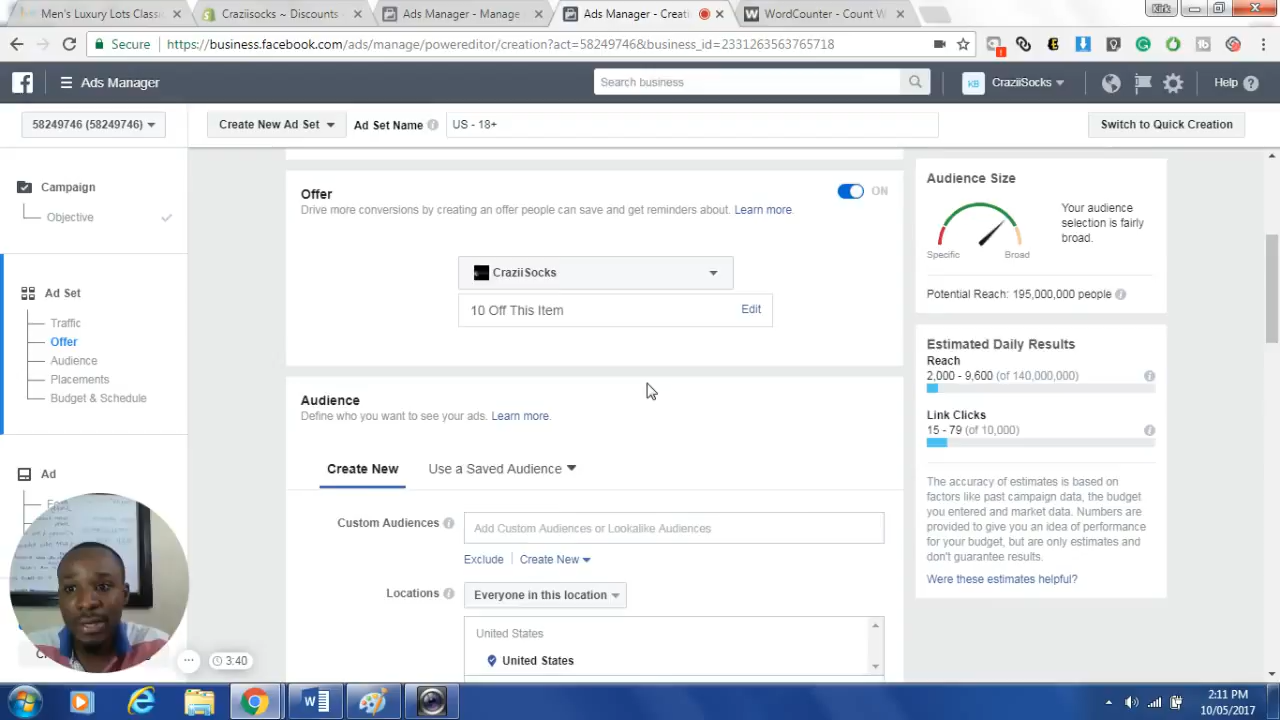 Men's Luxury Lots Classi
Craziisocks ~ Discounts
Ads Manager - Manage
Ads Manager - Creati
WordCounter - Count W
Kirk
Secure
https://business.facebook.com/ads/manage/powereditor/creation?act=58249746&business_id=2331263563765718
Ads Manager
Search business
KB
CraziiSocks
Help
58249746 (58249746)
Create New Ad Set
Ad Set Name
US - 18+
Switch to Quick Creation
Campaign
Objective
Ad Set
Traffic
Offer
Audience
Placements
Budget & Schedule
Ad
Offer
ON
Drive more conversions by creating an offer people can save and get reminders about. Learn more.
CraziiSocks
10 Off This Item
Edit
Audience
Define who you want to see your ads. Learn more.
Create New
Use a Saved Audience
Custom Audiences
Add Custom Audiences or Lookalike Audiences
Exclude
Create New
Locations
Everyone in this location
United States
United States
Audience Size
Your audience
selection is fairly
broad.
Specific
Broad
Potential Reach: 195,000,000 people
Estimated Daily Results
Reach
2,000 - 9,600 (of 140,000,000)
Link Clicks
15 - 79 (of 10,000)
The accuracy of estimates is based on
factors like past campaign data, the budget
you entered and market data. Numbers are
provided to give you an idea of performance
for your budget, but are only estimates and
don't guarantee results.
Were these estimates helpful?
3:40
2:11 PM
10/05/2017